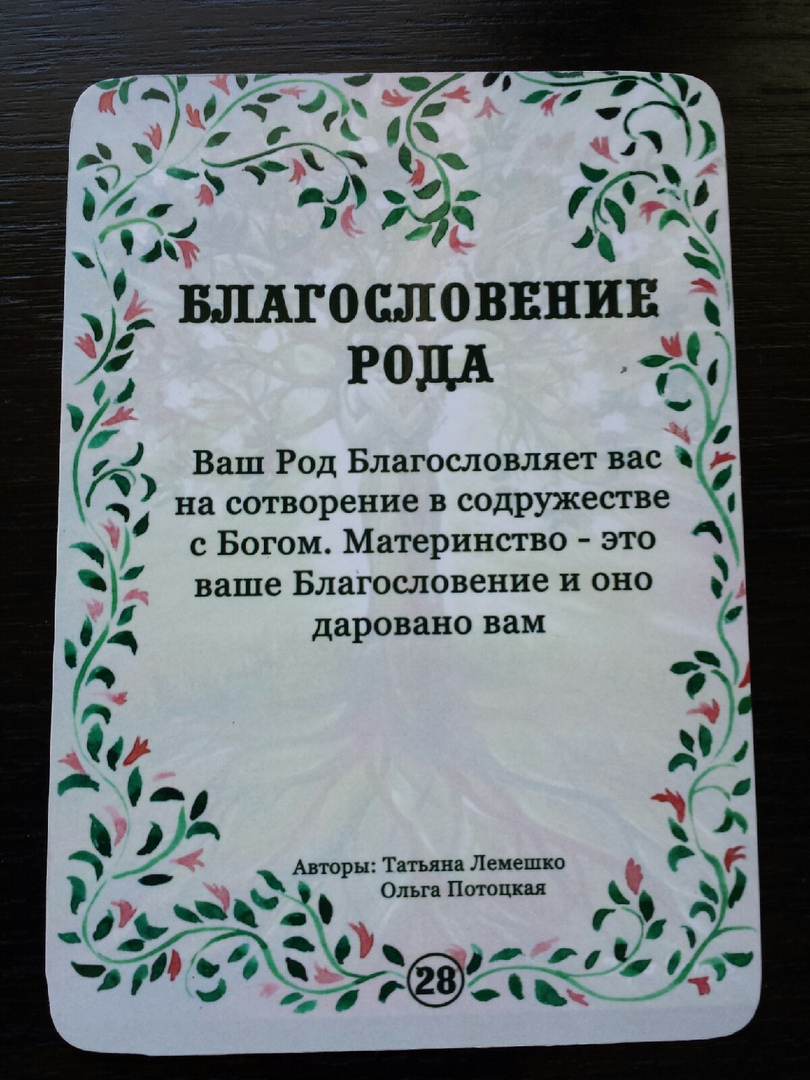 БЛАГОСЛОВЕНИЕ
РОДА
Ваш Род Благословляет вас
на сотворение в содружестве
с Богом. Материнство - это
ваше Благословение и оно
даровано вам
Авторы: Татьяна Лемешко
Ольга Потоцкая
28